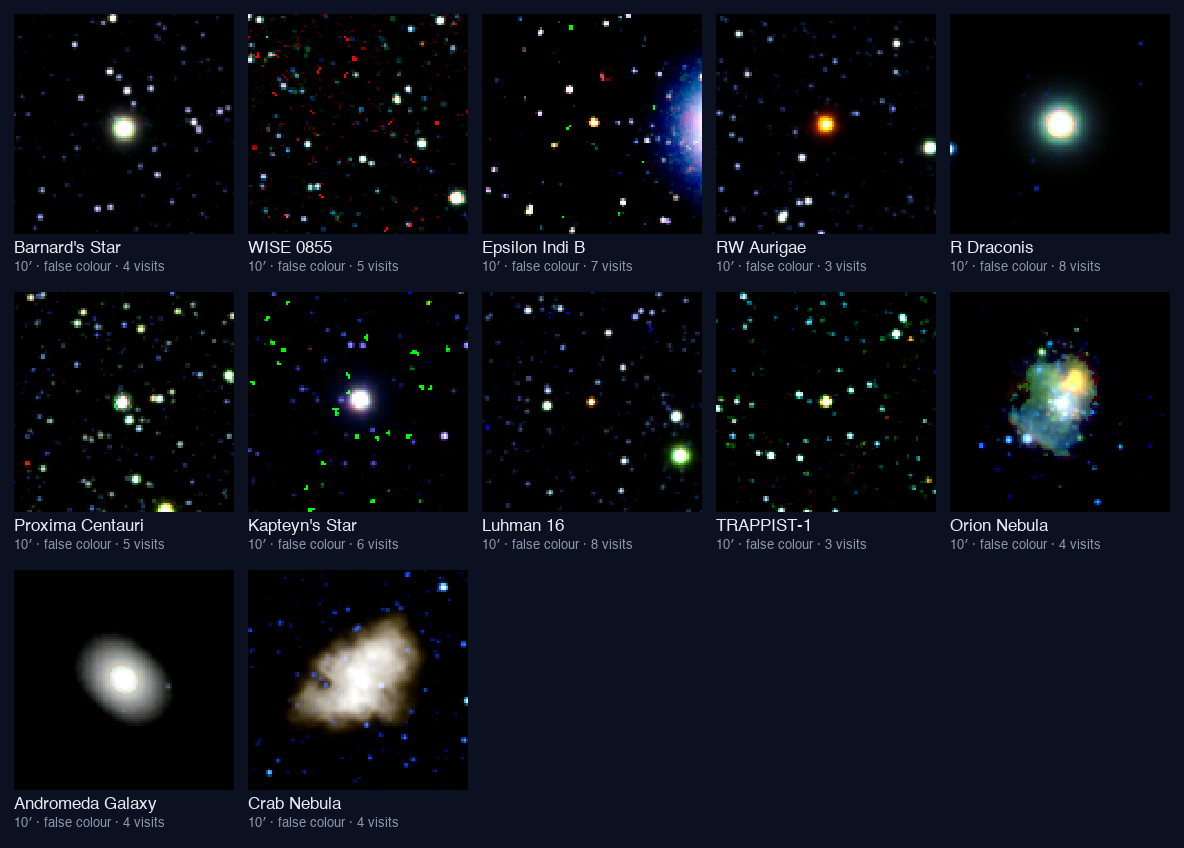 Barnard's Star
10′ · false colour · 4 visits
WISE 0855
10′ · false colour · 5 visits
Epsilon Indi B
10′ · false colour · 7 visits
RW Aurigae
10′ · false colour · 3 visits
R Draconis
10′ · false colour · 8 visits
Proxima Centauri
10′ · false colour · 5 visits
Kapteyn's Star
10′ · false colour · 6 visits
Luhman 16
10′ · false colour · 8 visits
TRAPPIST-1
10′ · false colour · 3 visits
Orion Nebula
10′ · false colour · 4 visits
Andromeda Galaxy
10′ · false colour · 4 visits
Crab Nebula
10′ · false colour · 4 visits